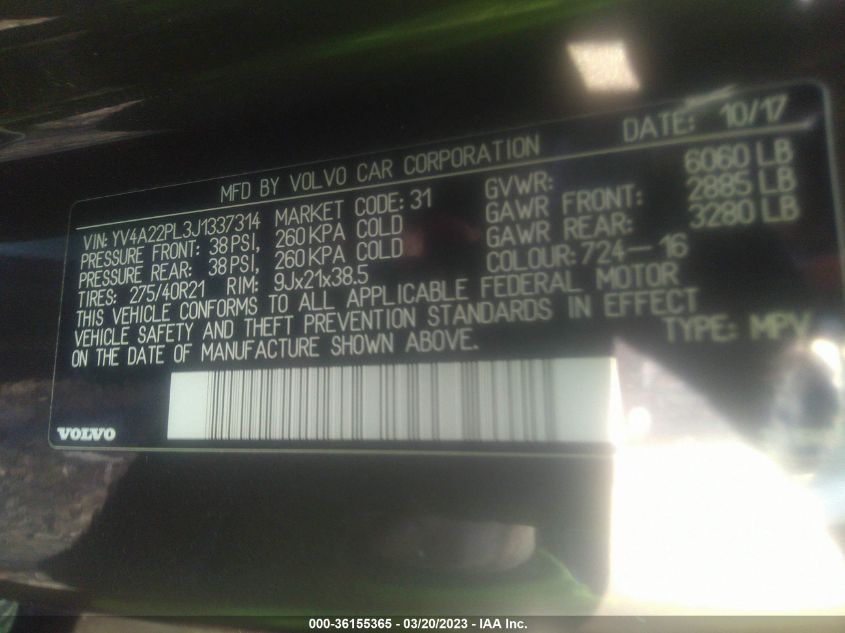 MFD BY VOLVO CAR CORPORATION DATE: 10/17
VIN: YV4A22PL3J1337314 MARKET CODE: 31 GVWR: 6060 LB
PRESSURE FRONT: 38 PSI, 260 KPA COLD GAWR FRONT: 2885 LB
PRESSURE REAR: 38 PSI, 260 KPA COLD GAWR REAR: 3280 LB
TIRES: 275/40R21 RIM: 9Jx21x38.5 COLOUR: 724-16
THIS VEHICLE CONFORMS TO ALL APPLICABLE FEDERAL MOTOR
VEHICLE SAFETY AND THEFT PREVENTION STANDARDS IN EFFECT
ON THE DATE OF MANUFACTURE SHOWN ABOVE. TYPE: MPV
VOLVO
000-36155365 - 03/20/2023 - IAA Inc.